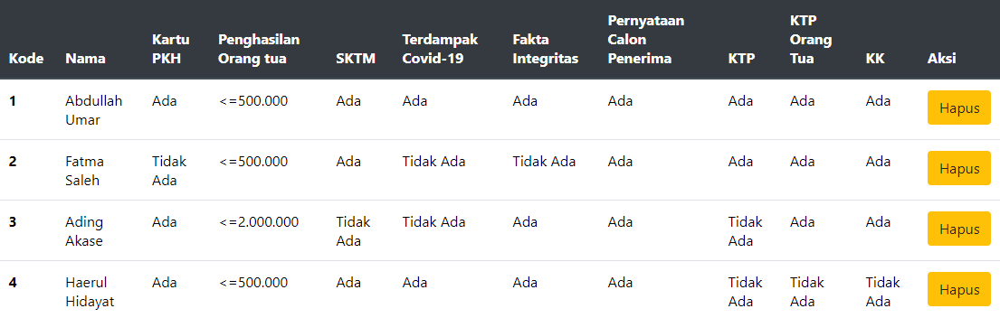 Kode Nama Kartu PKH Penghasilan Orang tua SKTM Terdampak Covid-19 Fakta Integritas Pernyataan Calon Penerima KTP KTP Orang Tua KK Aksi
1 Abdullah Umar Ada <=500.000 Ada Ada Ada Ada Ada Ada Ada Hapus
2 Fatma Saleh Tidak Ada <=500.000 Ada Tidak Ada Tidak Ada Ada Ada Ada Ada Hapus
3 Ading Akase Ada <=2.000.000 Tidak Ada Tidak Ada Ada Ada Tidak Ada Ada Ada Hapus
4 Haerul Hidayat Ada <=500.000 Ada Ada Ada Ada Tidak Ada Tidak Ada Tidak Ada Hapus